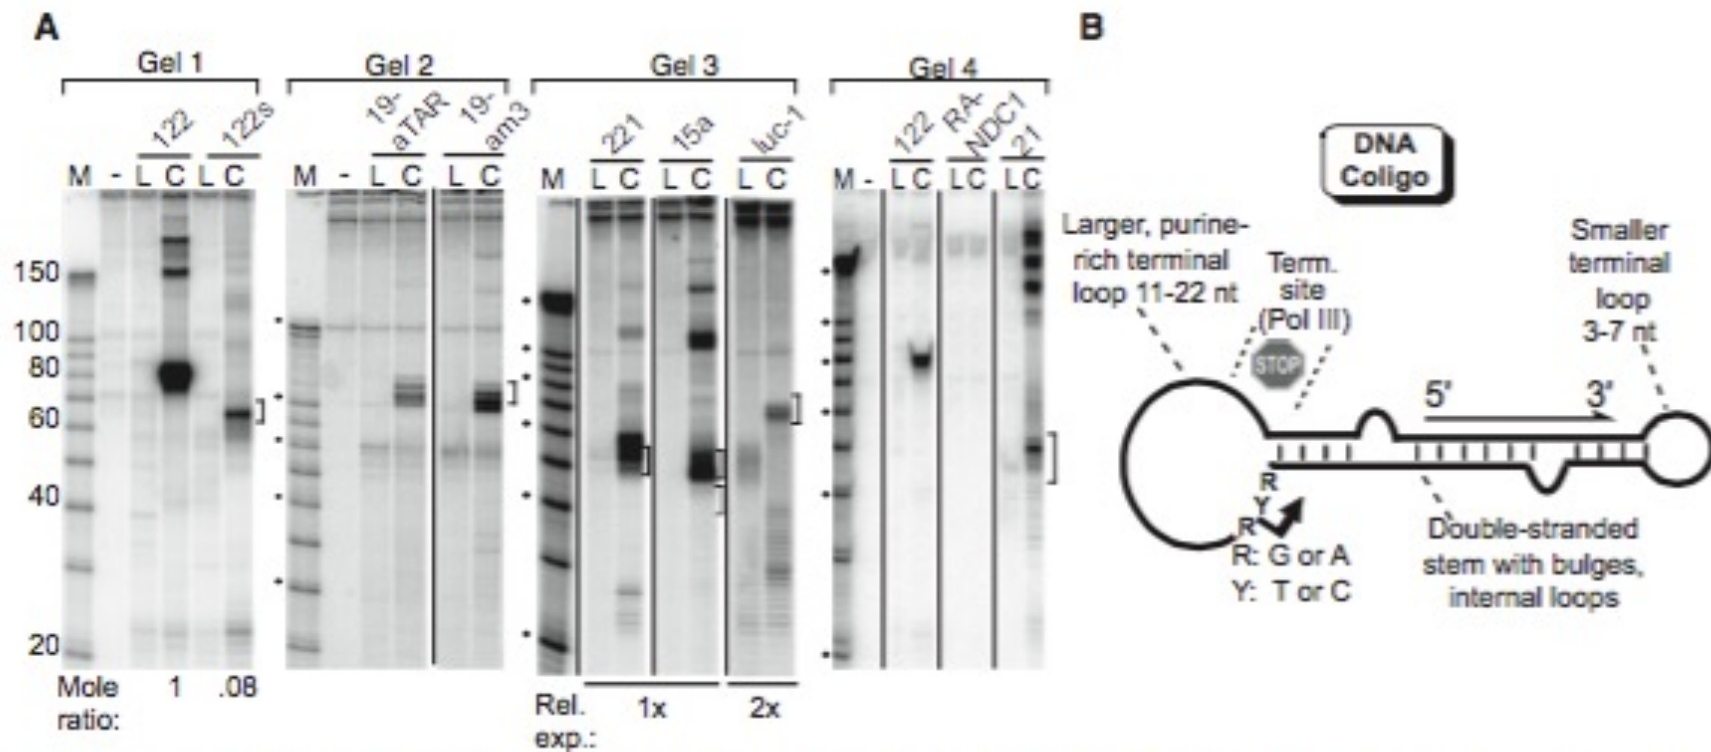 A
B
Gel 1
Gel 2
Gel 3
Gel 4
122
122s
19-
aTAR
19-
am3
221
15a
luc-1
122
RA-
NDC1
21
M - L C L C
M - L C L C
M L C L C L C
M - L C L C L C
150
100
80
60
40
20
Mole
ratio:
1
.08
Rel.
exp.:
1x
2x
DNA
Coligo
Larger, purine-
rich terminal
loop 11-22 nt
Term.
site
(Pol III)
STOP
Smaller
terminal
loop
3-7 nt
5'
3'
R
Y
R
R: G or A
Y: T or C
Double-stranded
stem with bulges,
internal loops